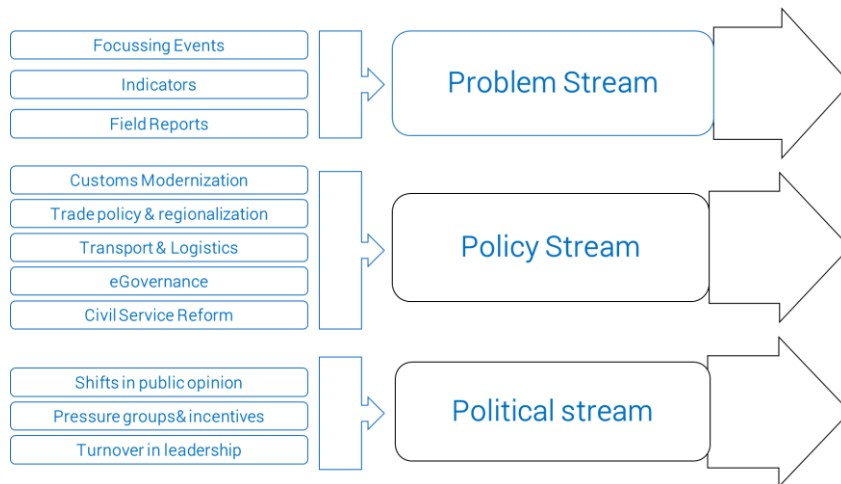 Focussing Events
Indicators
Field Reports
Problem Stream
Customs Modernization
Trade policy & regionalization
Transport & Logistics
eGovernance
Civil Service Reform
Policy Stream
Shifts in public opinion
Pressure groups& incentives
Turnover in leadership
Political stream